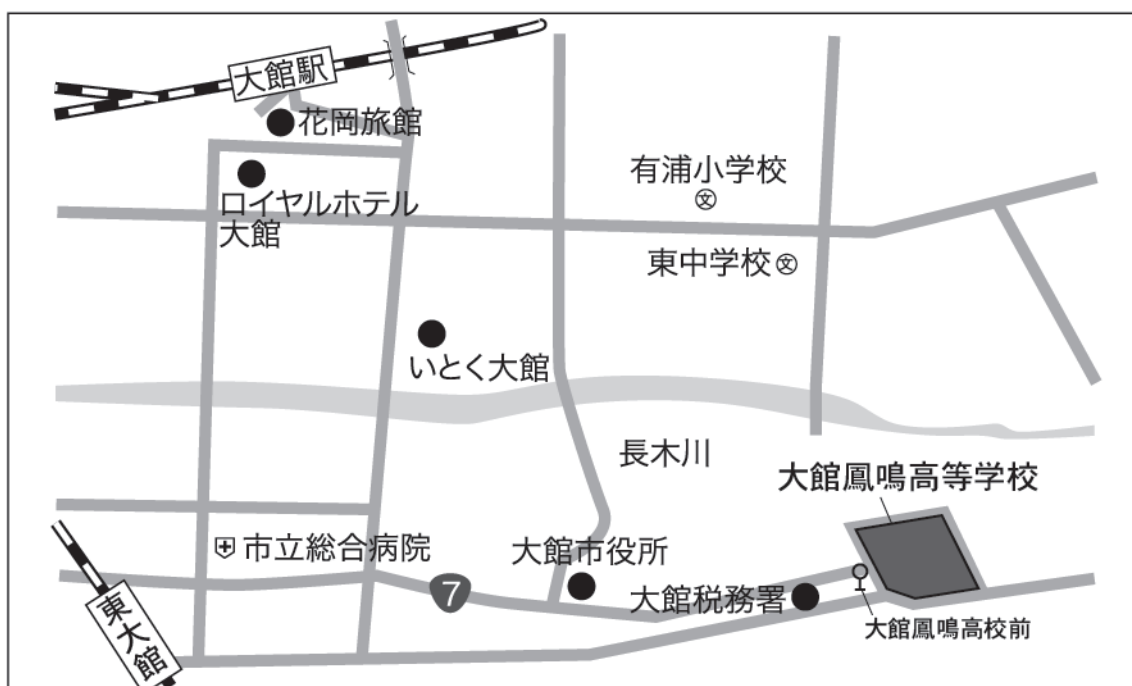 大館駅
花岡旅館
有浦小学校
文
ロイヤルホテル
大館
東中学校
文
いとく大館
長木川
大館鳳鳴高等学校
市立総合病院
大館市役所
7
大館税務署
東大館
大館鳳鳴高校前